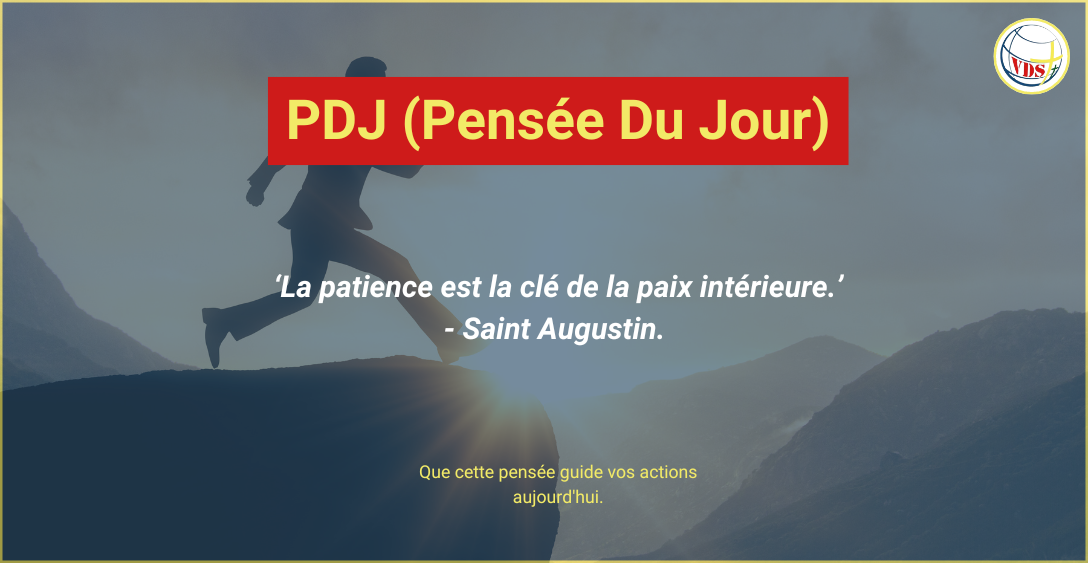 VDS
PDJ (Pensée Du Jour)
‘La patience est la clé de la paix intérieure.’
- Saint Augustin.
Que cette pensée guide vos actions
aujourd'hui.